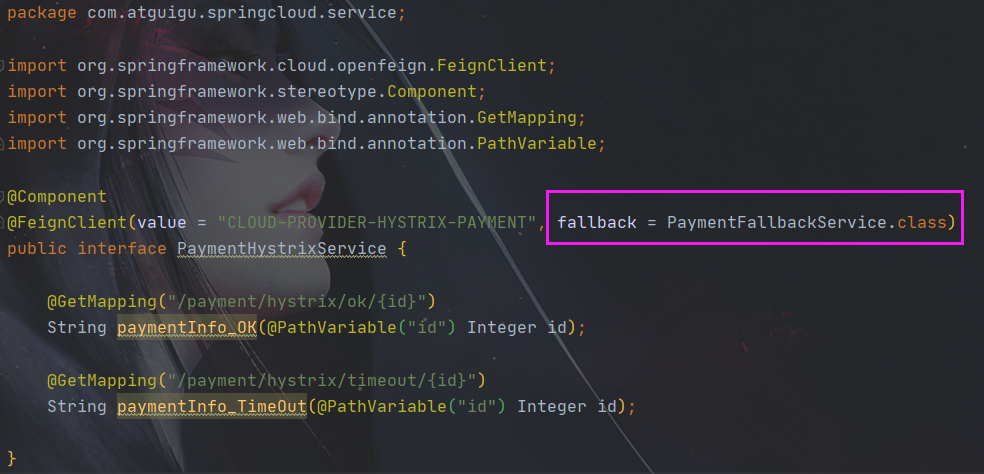 package com.atguigu.springcloud.service;
import org.springframework.cloud.openfeign.FeignClient;
import org.springframework.stereotype.Component;
import org.springframework.web.bind.annotation.GetMapping;
import org.springframework.web.bind.annotation.PathVariable;
@Component
@FeignClient(value = "CLOUD-PROVIDER-HYSTRIX-PAYMENT", fallback = PaymentFallbackService.class)
public interface PaymentHystrixService {
@GetMapping("/payment/hystrix/ok/{id}")
String paymentInfo_OK(@PathVariable("id") Integer id);
@GetMapping("/payment/hystrix/timeout/{id}")
String paymentInfo_TimeOut(@PathVariable("id") Integer id);
}